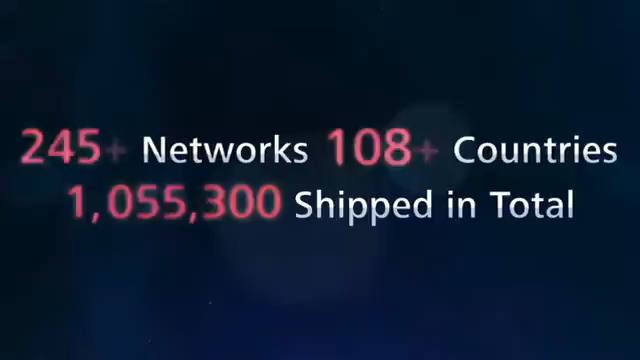 245+ Networks 108+ Countries
1,055,300 Shipped in Total